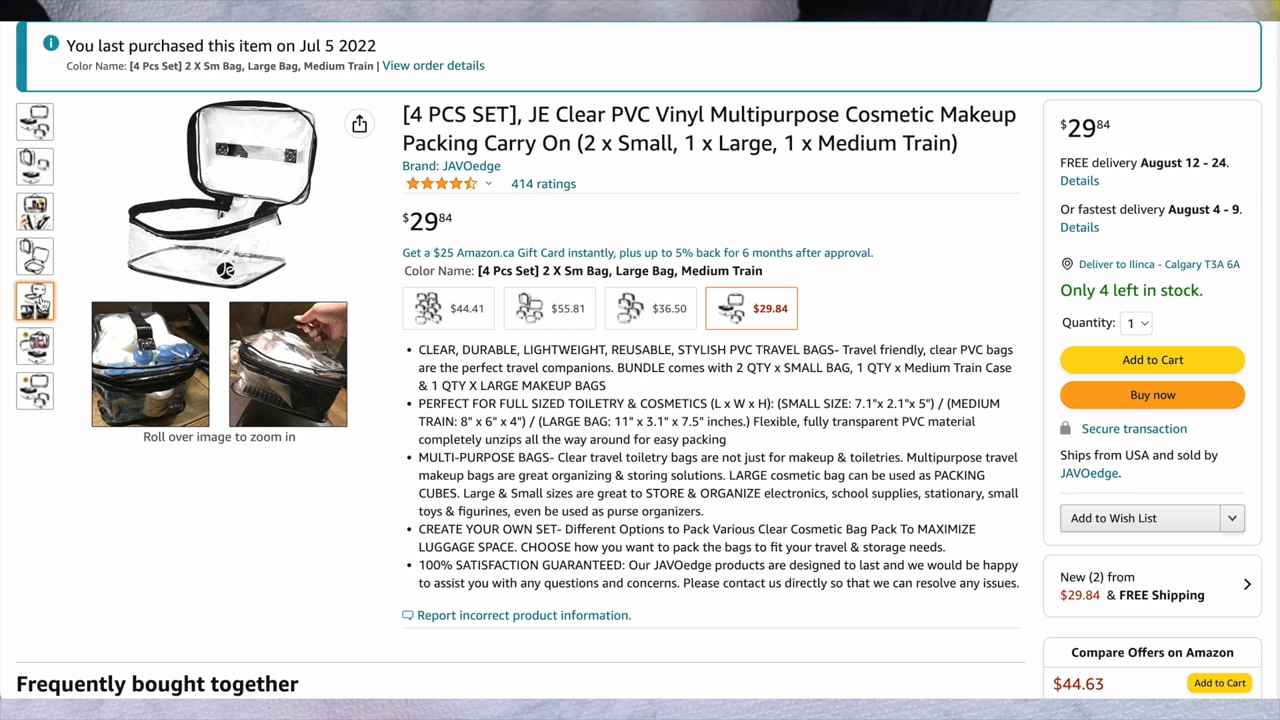 You last purchased this item on Jul 5 2022
Color Name: [4 Pcs Set] 2 X Sm Bag, Large Bag, Medium Train | View order details
[4 PCS SET], JE Clear PVC Vinyl Multipurpose Cosmetic Makeup
Packing Carry On (2 x Small, 1 x Large, 1 x Medium Train)
Brand: JAVOedge
414 ratings
$29.84
Get a $25 Amazon.ca Gift Card instantly, plus up to 5% back for 6 months after approval.
Color Name: [4 Pcs Set] 2 X Sm Bag, Large Bag, Medium Train
$44.41 $55.81 $36.50 $29.84
• CLEAR, DURABLE, LIGHTWEIGHT, REUSABLE, STYLISH PVC TRAVEL BAGS- Travel friendly, clear PVC bags
are the perfect travel companions. BUNDLE comes with 2 QTY x SMALL BAG, 1 QTY x Medium Train Case
& 1 QTY X LARGE MAKEUP BAGS
• PERFECT FOR FULL SIZED TOILETRY & COSMETICS (L x W x H): (SMALL SIZE: 7.1"x 2.1"x 5") / (MEDIUM
TRAIN: 8" x 6" x 4") / (LARGE BAG: 11" x 3.1" x 7.5" inches.) Flexible, fully transparent PVC material
completely unzips all the way around for easy packing
• MULTI-PURPOSE BAGS- Clear travel toiletry bags are not just for makeup & toiletries. Multipurpose travel
makeup bags are great organizing & storing solutions. LARGE cosmetic bag can be used as PACKING
CUBES. Large & Small sizes are great to STORE & ORGANIZE electronics, school supplies, stationary, small
toys & figurines, even be used as purse organizers.
• CREATE YOUR OWN SET- Different Options to Pack Various Clear Cosmetic Bag Pack To MAXIMIZE
LUGGAGE SPACE. CHOOSE how you want to pack the bags to fit your travel & storage needs.
• 100% SATISFACTION GUARANTEED: Our JAVOedge products are designed to last and we would be happy
to assist you with any questions and concerns. Please contact us directly so that we can resolve any issues.
Report incorrect product information.
Je
Roll over image to zoom in
$29.84
FREE delivery August 12 - 24.
Details
Or fastest delivery August 4 - 9.
Details
Deliver to Ilinca - Calgary T3A 6A
Only 4 left in stock.
Quantity: 1
Add to Cart
Buy now
Secure transaction
Ships from USA and sold by
JAVOedge.
Add to Wish List
New (2) from
$29.84 & FREE Shipping
Compare Offers on Amazon
$44.63 Add to Cart
Frequently bought together